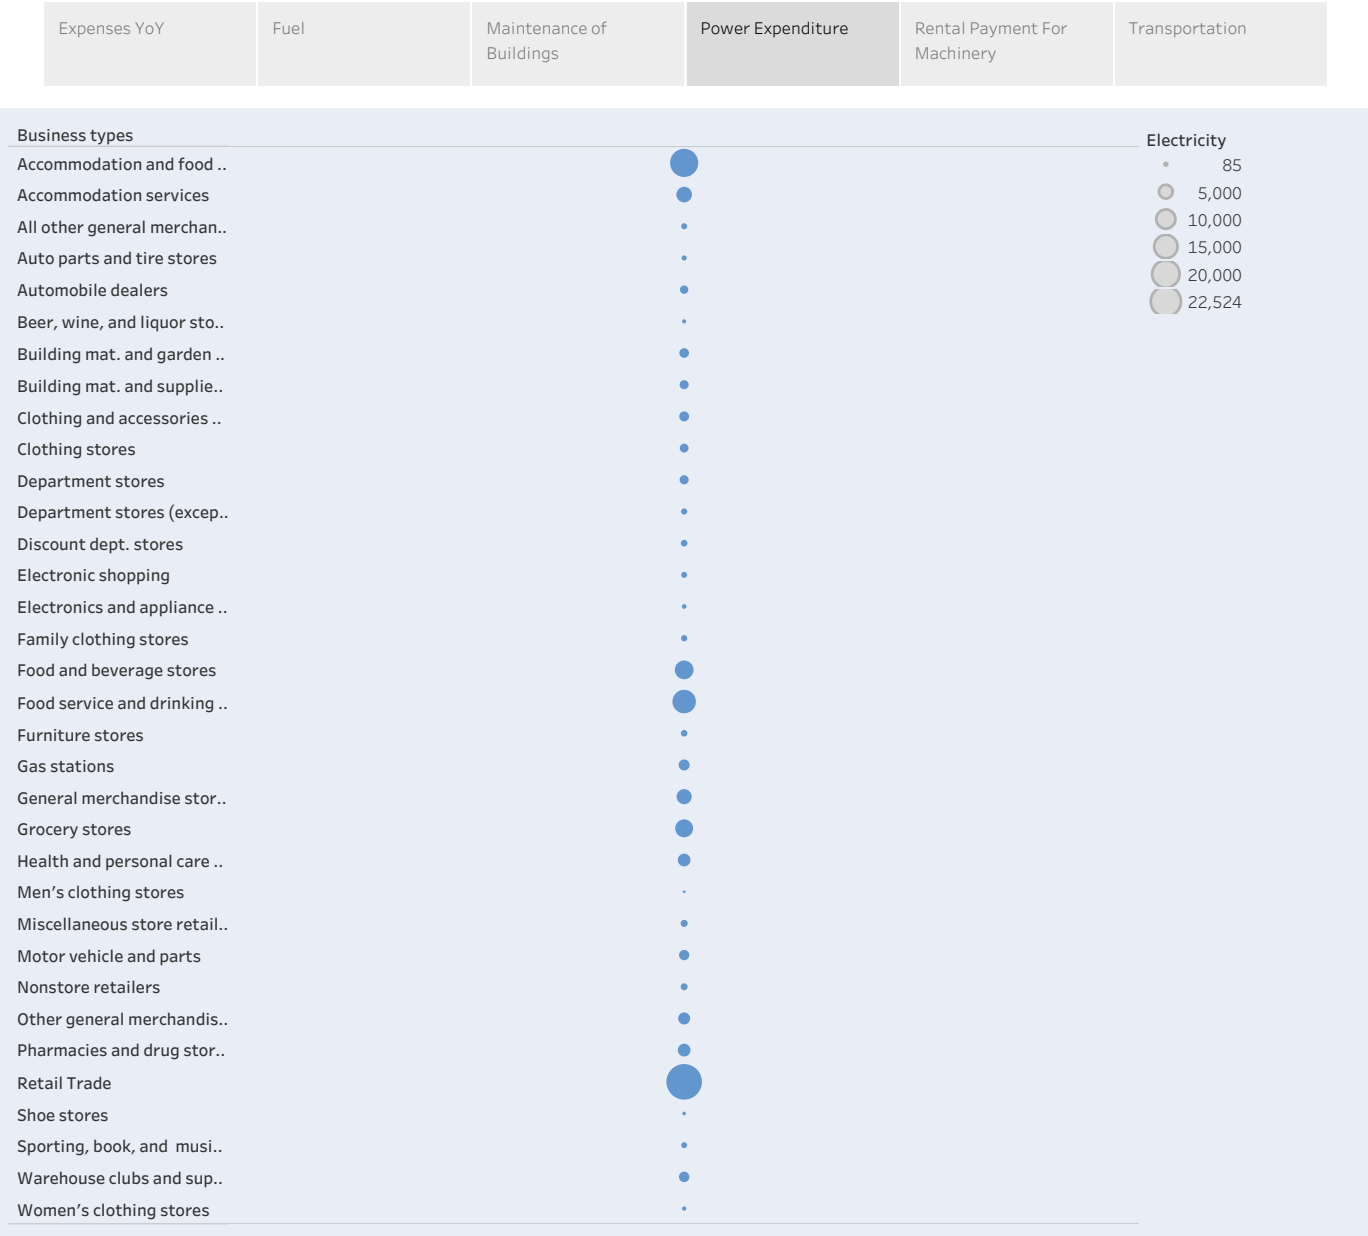 Expenses YoY
Fuel
Maintenance of
Buildings
Power Expenditure
Rental Payment For
Machinery
Transportation
Business types
Accommodation and food ..
Accommodation services
All other general merchan..
Auto parts and tire stores
Automobile dealers
Beer, wine, and liquor sto..
Building mat. and garden ..
Building mat. and supplie..
Clothing and accessories ..
Clothing stores
Department stores
Department stores (excep..
Discount dept. stores
Electronic shopping
Electronics and appliance ..
Family clothing stores
Food and beverage stores
Food service and drinking ..
Furniture stores
Gas stations
General merchandise stor..
Grocery stores
Health and personal care ..
Men's clothing stores
Miscellaneous store retail..
Motor vehicle and parts
Nonstore retailers
Other general merchandis..
Pharmacies and drug stor..
Retail Trade
Shoe stores
Sporting, book, and  musi..
Warehouse clubs and sup..
Women's clothing stores
Electricity
85
5,000
10,000
15,000
20,000
22,524